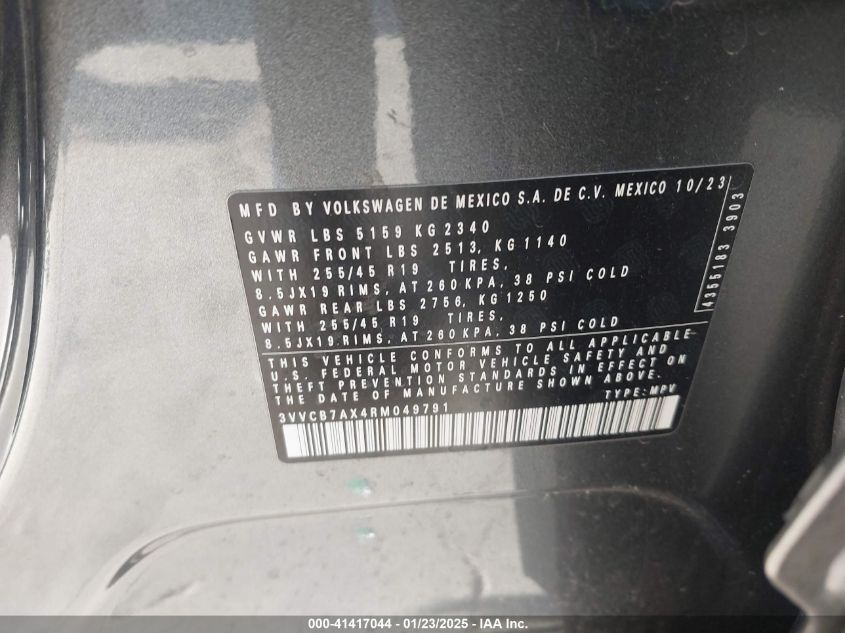 MFD BY VOLKSWAGEN DE MEXICO S.A. DE C.V. MEXICO 10/23
GVWR LBS 5159 KG 2340
GAWR FRONT LBS 2513, KG 1140
WITH 255/45 R19 TIRES,
8.5JX19 RIMS, AT 260 KPA, 38 PSI COLD
GAWR REAR LBS 2756, KG 1250
WITH 255/45 R19 TIRES,
8.5JX19 RIMS, AT 260 KPA, 38 PSI COLD
4355183 3903
THIS VEHICLE CONFORMS TO ALL APPLICABLE
U.S. FEDERAL MOTOR VEHICLE SAFETY AND
THEFT PREVENTION STANDARDS IN EFFECT ON
THE DATE OF MANUFACTURE SHOWN ABOVE.
3VVCB7AX4RM049791 TYPE: MPV
000-41417044 / 01/23/2025 / IAA Inc.